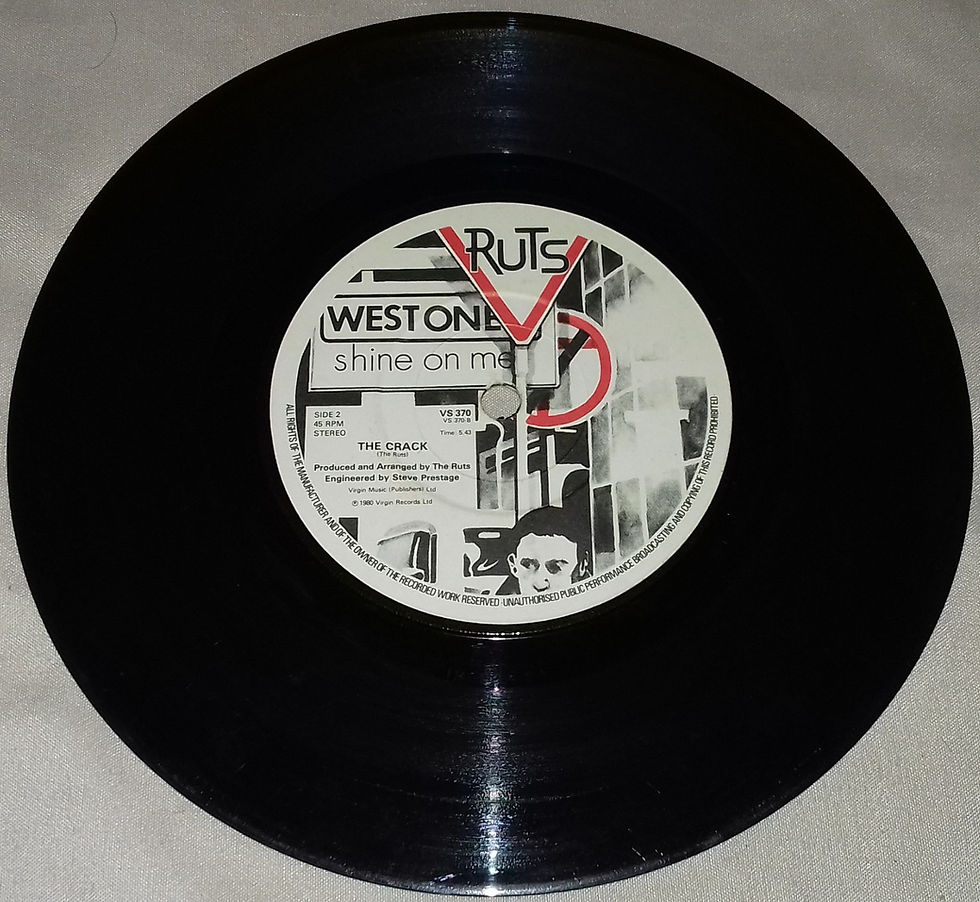 RUTS
WEST ONE
shine on me
SIDE 2
45 RPM
STEREO
VS 370
VS 370-B
Time: 5.43
THE CRACK
(The Ruts)
Produced and Arranged by The Ruts
Engineered by Steve Prestage
Virgin Music (Publishers) Ltd
℗ 1980 Virgin Records Ltd
ALL RIGHTS OF THE MANUFACTURER AND OF THE OWNER OF THE RECORDED WORK RESERVED · UNAUTHORISED PUBLIC PERFORMANCE BROADCASTING AND COPYING OF THIS RECORD PROHIBITED